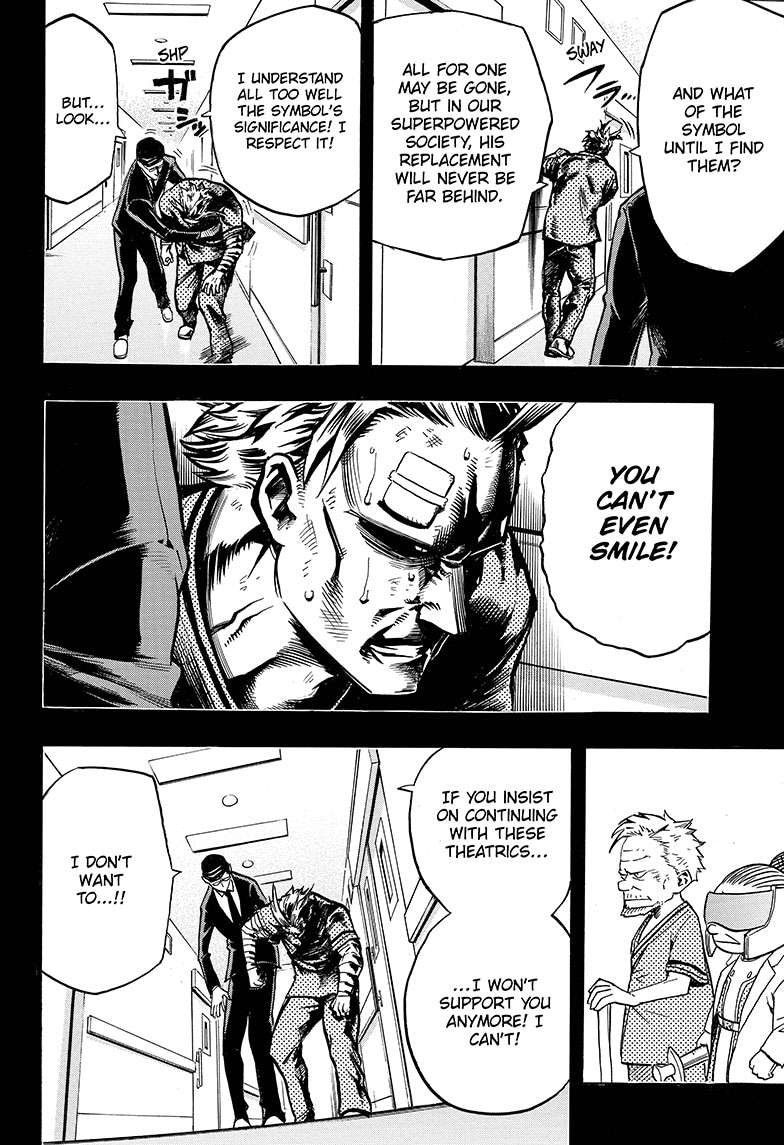 AND WHAT
OF THE
SYMBOL
UNTIL I FIND
THEM?
SWAY
ALL FOR ONE
MAY BE GONE,
BUT IN OUR
SUPERPOWERED
SOCIETY, HIS
REPLACEMENT
WILL NEVER BE
FAR BEHIND.
I UNDERSTAND
ALL TOO WELL
THE SYMBOL'S
SIGNIFICANCE! I
RESPECT IT!
SHP
ガシ
BUT...
LOOK...
YOU
CAN'T
EVEN
SMILE!
IF YOU INSIST
ON CONTINUING
WITH THESE
THEATRICS...
...I WON'T
SUPPORT YOU
ANYMORE! I
CAN'T!
I DON'T
WANT
TO...!!